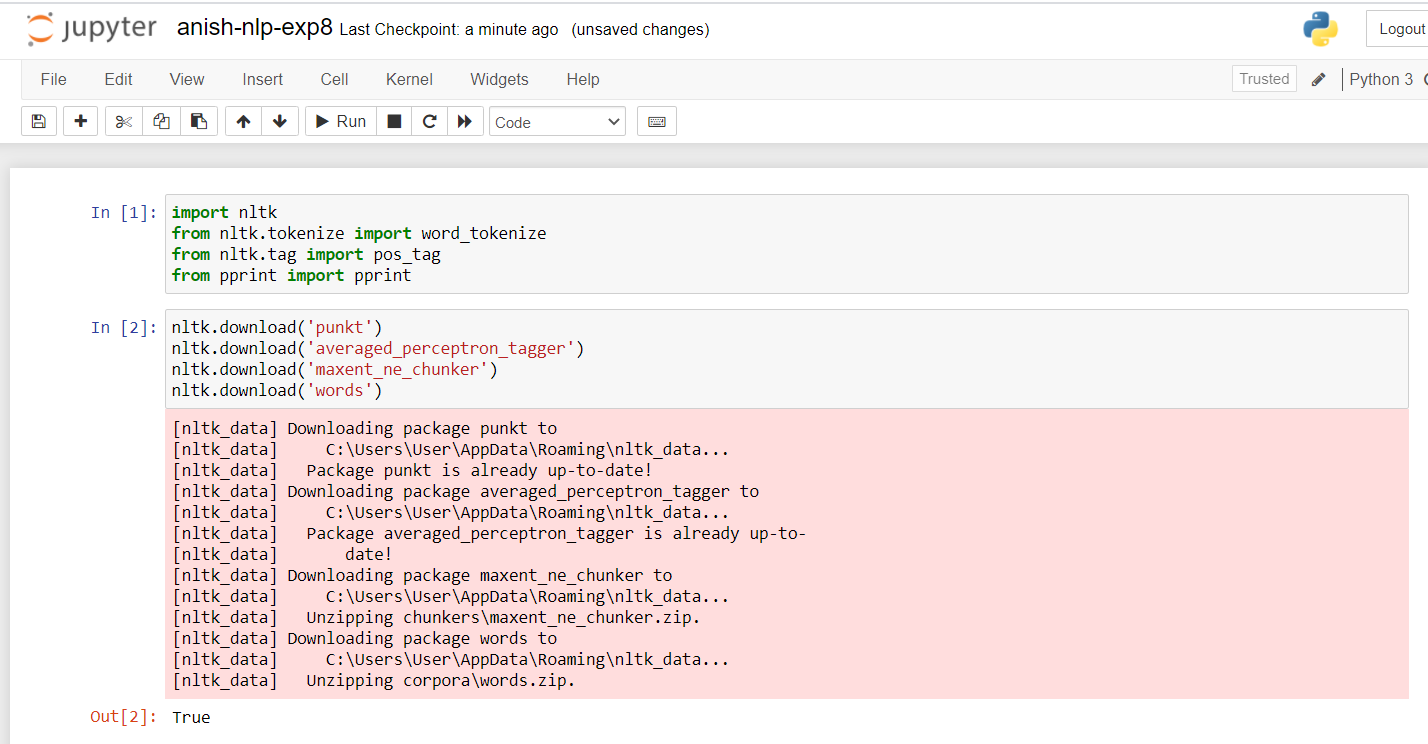 jupyter anish-nlp-exp8 Last Checkpoint: a minute ago (unsaved changes)
Logout
File Edit View Insert Cell Kernel Widgets Help
Trusted Python 3
Run Code
In [1]: import nltk
from nltk.tokenize import word_tokenize
from nltk.tag import pos_tag
from pprint import pprint
In [2]: nltk.download('punkt')
nltk.download('averaged_perceptron_tagger')
nltk.download('maxent_ne_chunker')
nltk.download('words')
[nltk_data] Downloading package punkt to
[nltk_data]     C:\Users\User\AppData\Roaming\nltk_data...
[nltk_data]   Package punkt is already up-to-date!
[nltk_data] Downloading package averaged_perceptron_tagger to
[nltk_data]     C:\Users\User\AppData\Roaming\nltk_data...
[nltk_data]   Package averaged_perceptron_tagger is already up-to-
[nltk_data]       date!
[nltk_data] Downloading package maxent_ne_chunker to
[nltk_data]     C:\Users\User\AppData\Roaming\nltk_data...
[nltk_data]   Unzipping chunkers\maxent_ne_chunker.zip.
[nltk_data] Downloading package words to
[nltk_data]     C:\Users\User\AppData\Roaming\nltk_data...
[nltk_data]   Unzipping corpora\words.zip.
Out[2]: True